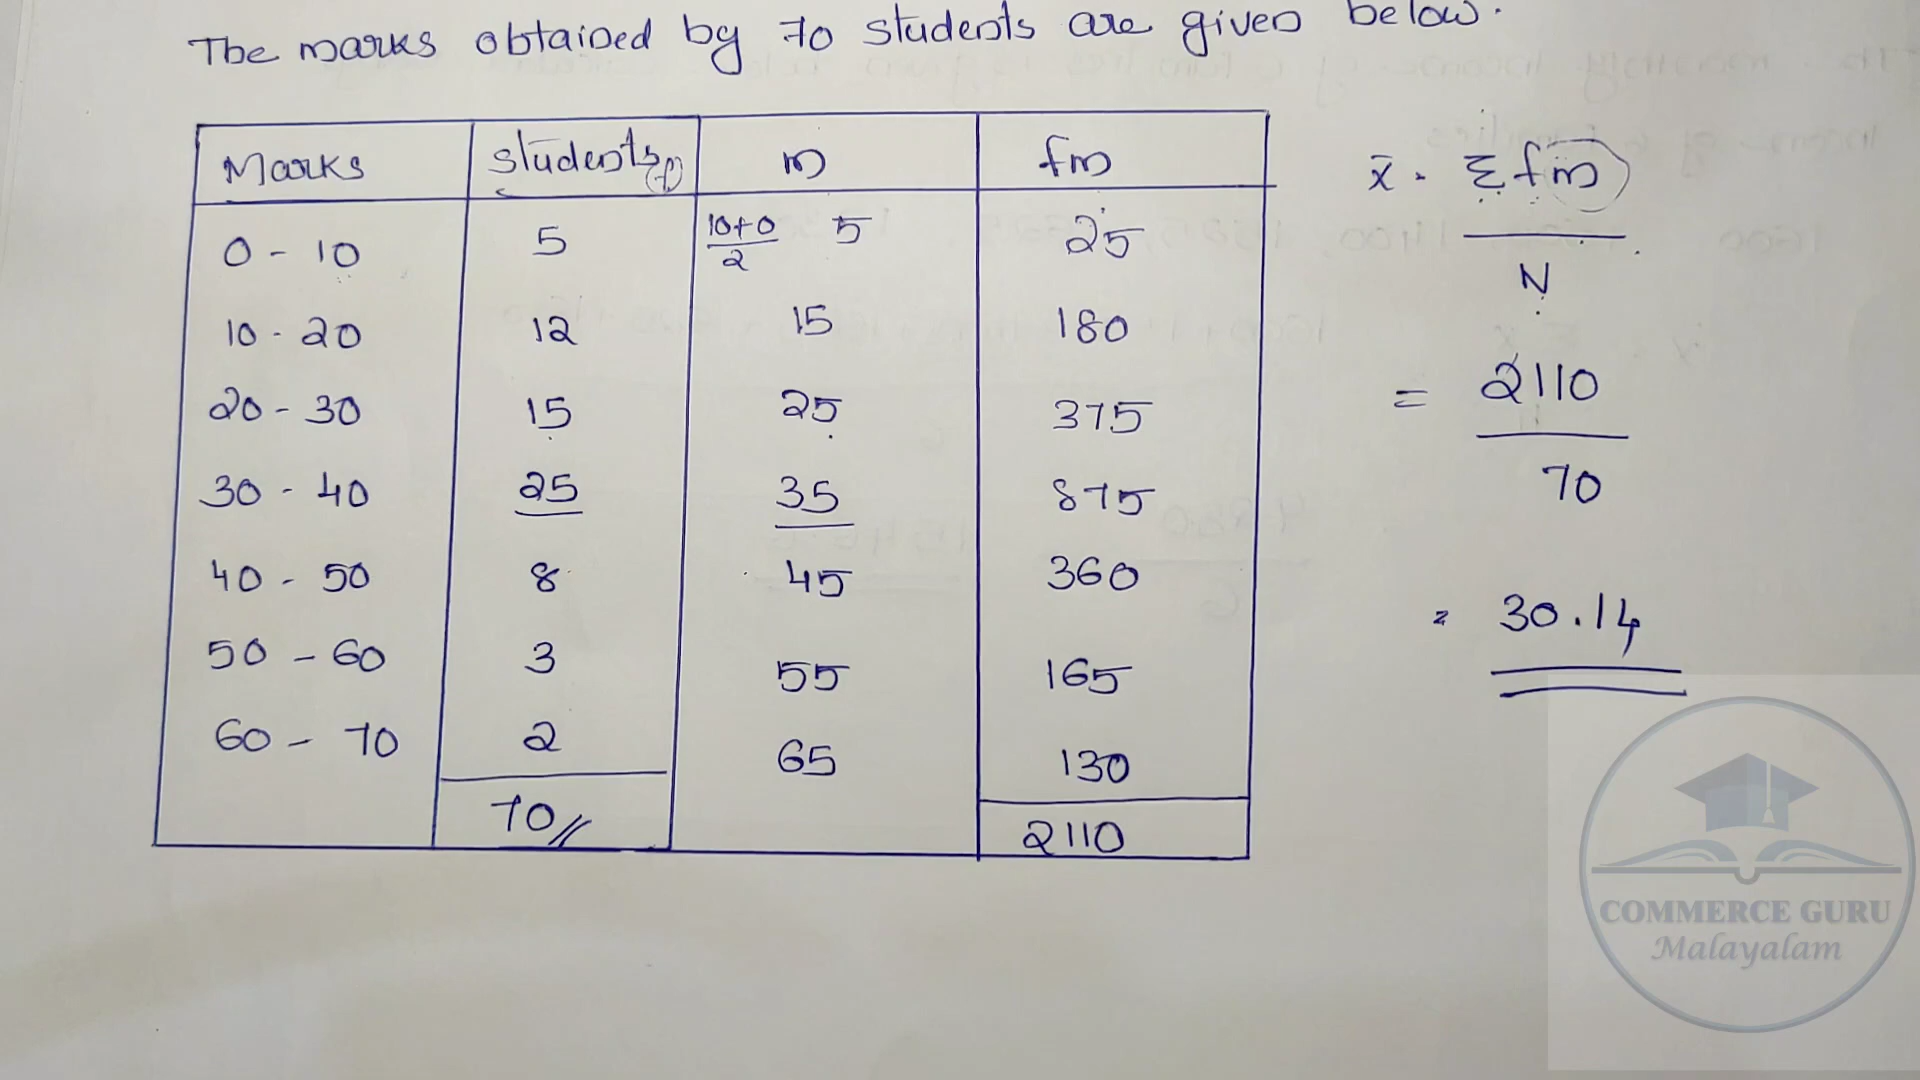 The marks obtained by 70 students are given below.
Marks students (f) m fm
0 - 10 5 10+0/2 5 25
10 - 20 12 15 180
20 - 30 15 25 375
30 - 40 25 35 875
40 - 50 8 45 360
50 - 60 3 55 165
60 - 70 2 65 130
70 2110
x̄ = Σfm
N
= 2110
70
= 30.14
COMMERCE GURU
Malayalam